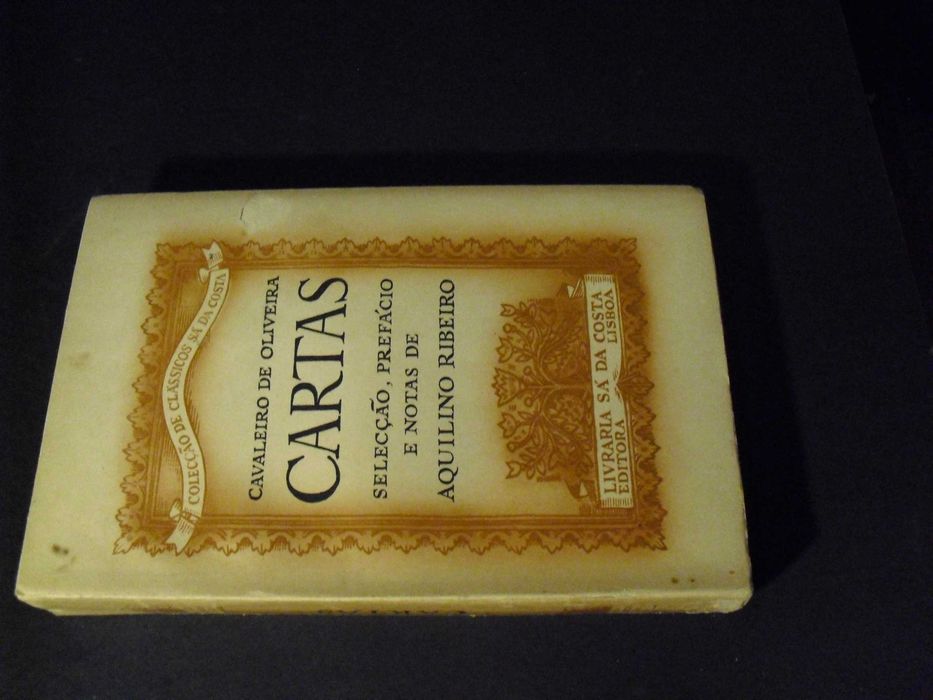 COLECÇÃO DE CLÁSSICOS SÁ DA COSTA
CAVALEIRO DE OLIVEIRA
CARTAS
SELECÇÃO, PREFÁCIO
E NOTAS DE
AQUILINO RIBEIRO
LIVRARIA SÁ DA COSTA
EDITORA LISBOA